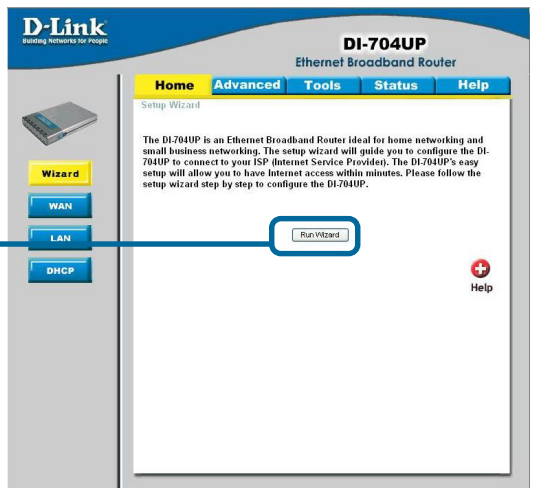 D-Link
Building Networks for People
DI-704UP
Ethernet Broadband Router
Home Advanced Tools Status Help
Setup Wizard
The DI-704UP is an Ethernet Broadband Router ideal for home networking and
small business networking. The setup wizard will guide you to configure the DI-
704UP to connect to your ISP (Internet Service Provider). The DI-704UP's easy
setup will allow you to have Internet access within minutes. Please follow the
setup wizard step by step to configure the DI-704UP.
Wizard
WAN
LAN
DHCP
Run Wizard
Help